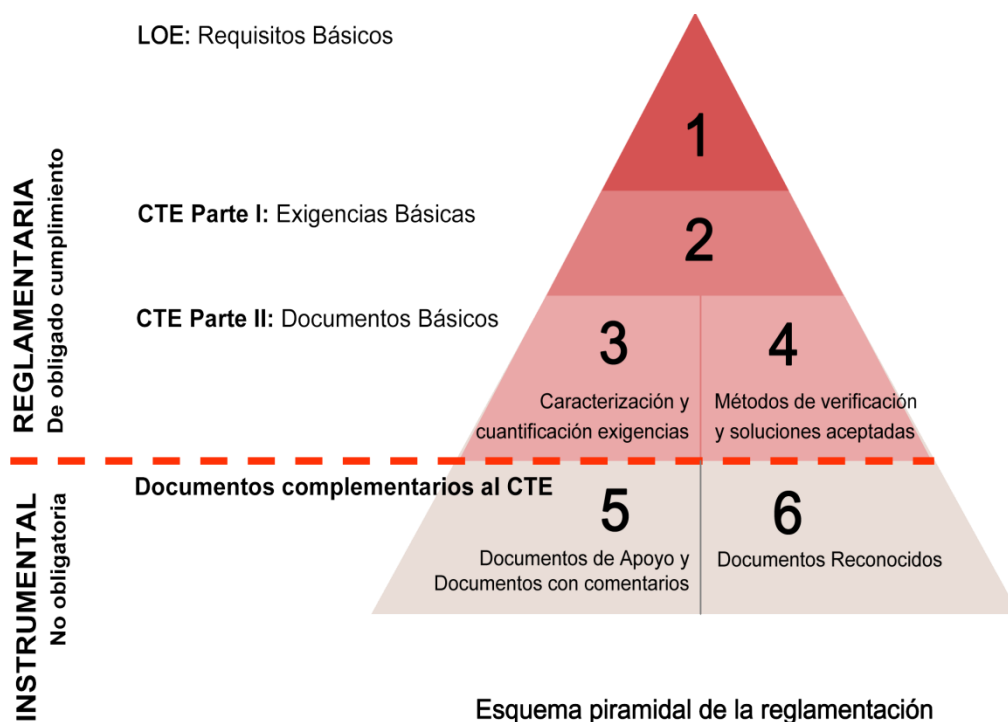 LOE: Requisitos Básicos
1
REGLAMENTARIA
De obligado cumplimiento
CTE Parte I: Exigencias Básicas
2
CTE Parte II: Documentos Básicos
3
Caracterización y
cuantificación exigencias
4
Métodos de verificación
y soluciones aceptadas
INSTRUMENTAL
No obligatoria
Documentos complementarios al CTE
5
Documentos de Apoyo y
Documentos con comentarios
6
Documentos Reconocidos
Esquema piramidal de la reglamentación